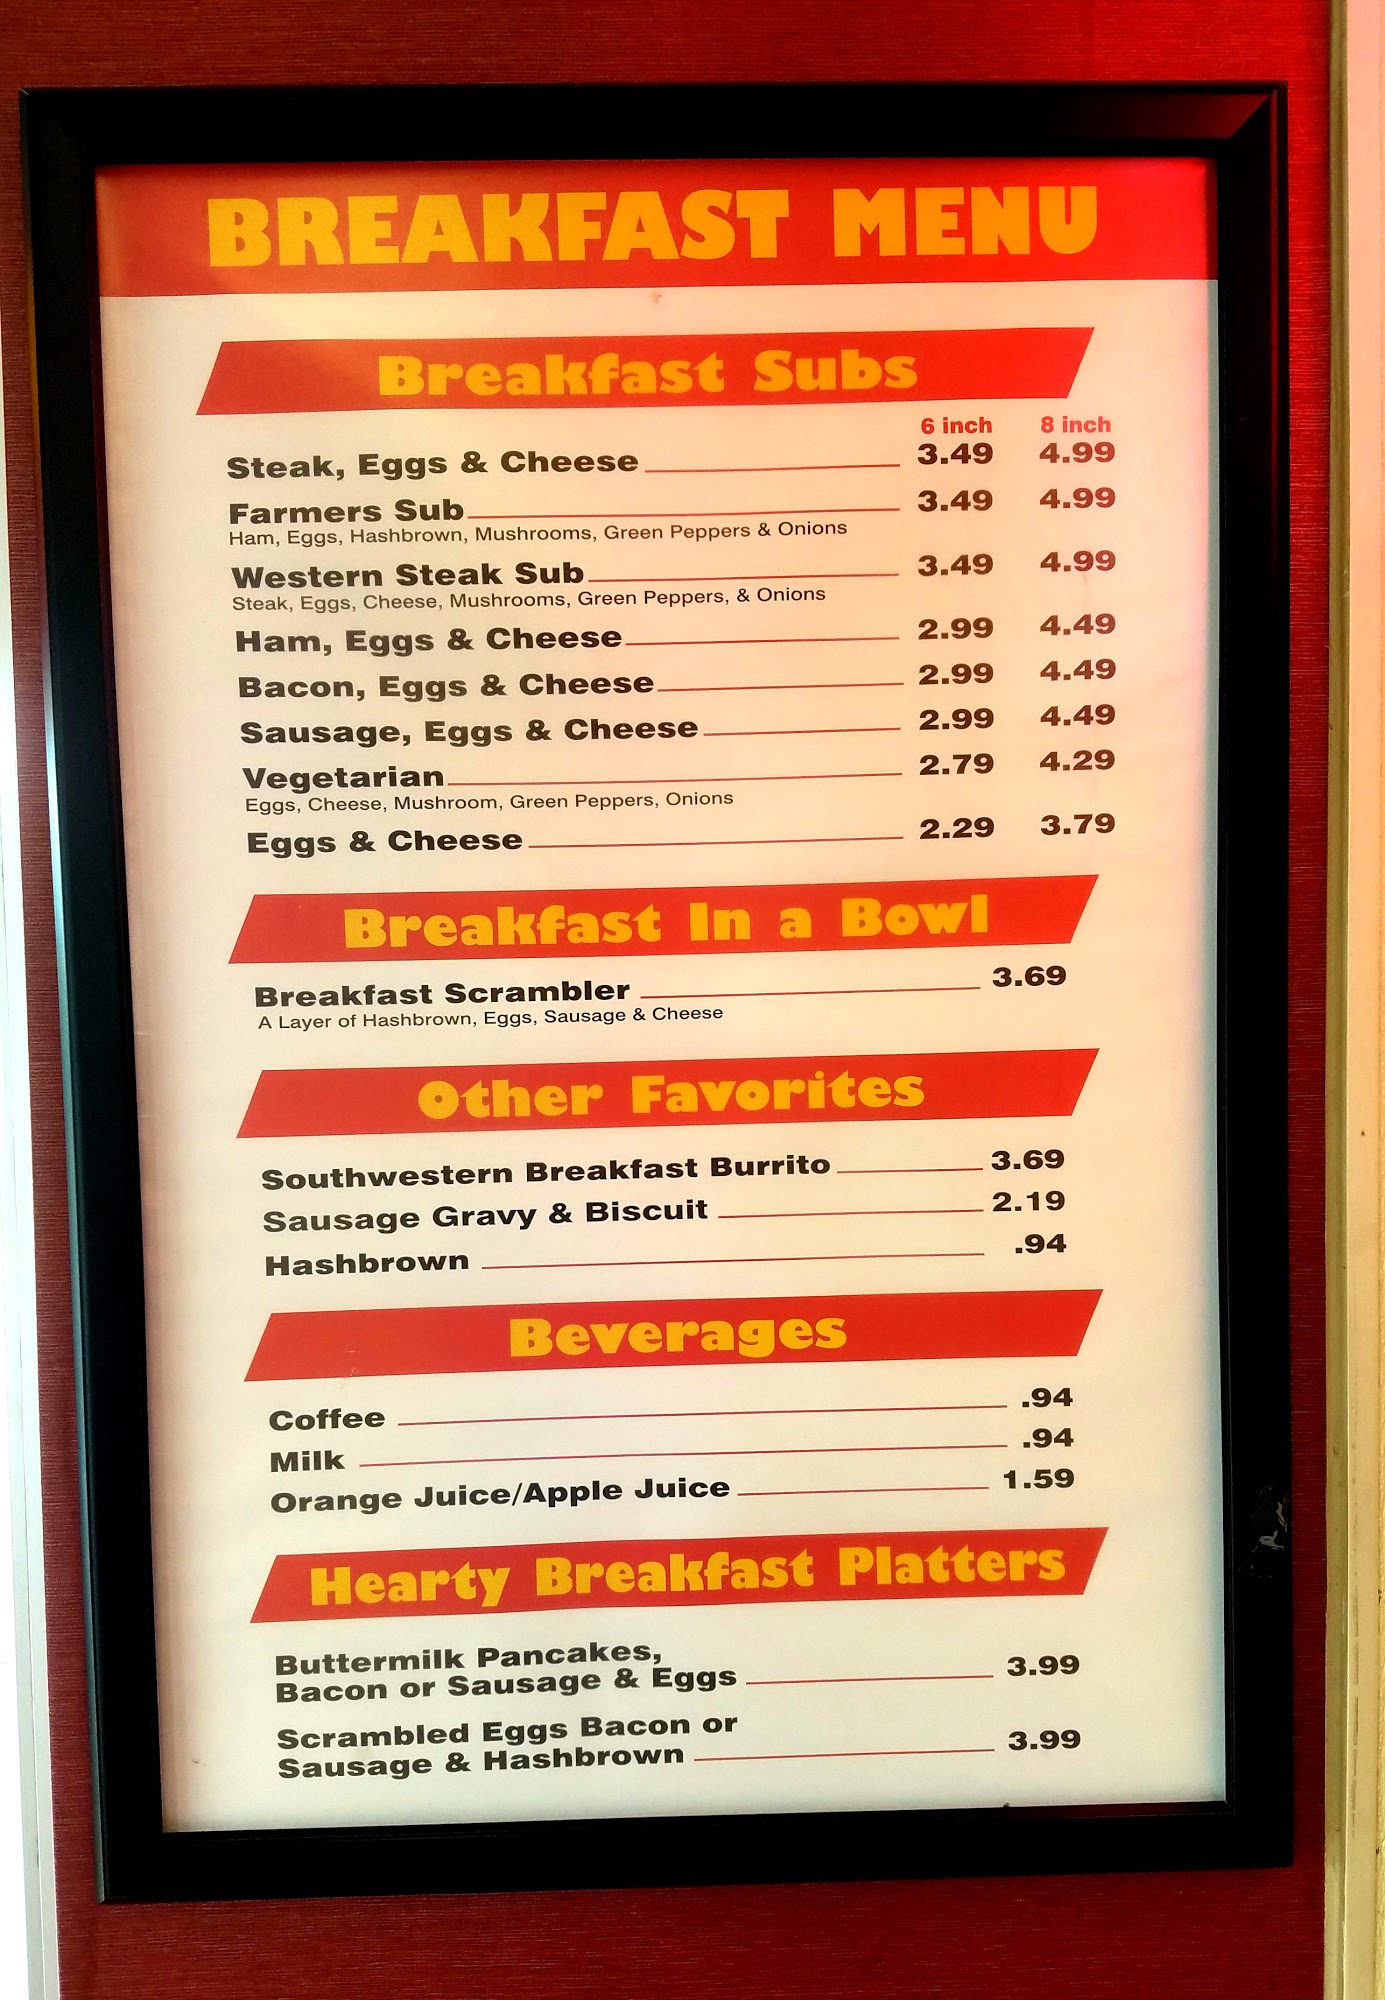 BREAKFAST MENU
Breakfast Subs
6 inch 8 inch
Steak, Eggs & Cheese 3.49 4.99
Farmers Sub 3.49 4.99
Ham, Eggs, Hashbrown, Mushrooms, Green Peppers & Onions
Western Steak Sub 3.49 4.99
Steak, Eggs, Cheese, Mushrooms, Green Peppers, & Onions
Ham, Eggs & Cheese 2.99 4.49
Bacon, Eggs & Cheese 2.99 4.49
Sausage, Eggs & Cheese 2.99 4.49
Vegetarian 2.79 4.29
Eggs, Cheese, Mushroom, Green Peppers, Onions
Eggs & Cheese 2.29 3.79
Breakfast In a Bowl
Breakfast Scrambler 3.69
A Layer of Hashbrown, Eggs, Sausage & Cheese
Other Favorites
Southwestern Breakfast Burrito 3.69
Sausage Gravy & Biscuit 2.19
Hashbrown .94
Beverages
Coffee .94
Milk .94
Orange Juice/Apple Juice 1.59
Hearty Breakfast Platters
Buttermilk Pancakes,
Bacon or Sausage & Eggs 3.99
Scrambled Eggs Bacon or
Sausage & Hashbrown 3.99